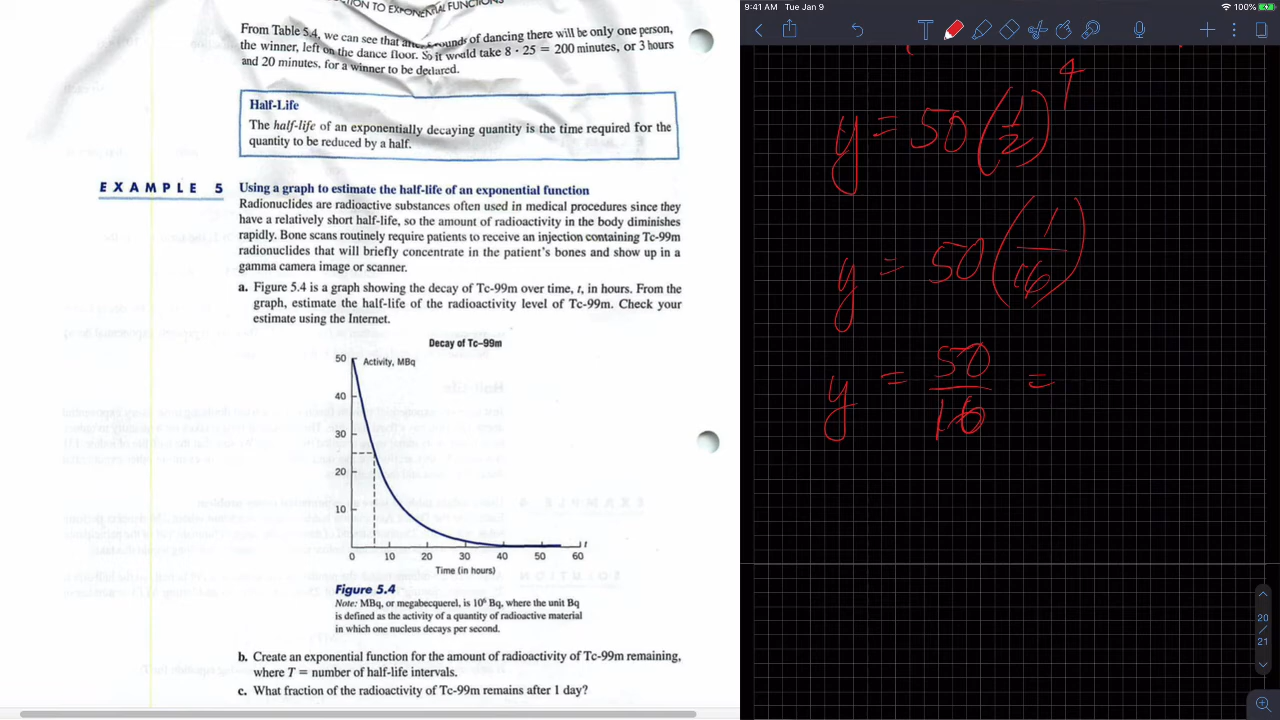 ION TO EXPONENTIAL FUNCTIONS
From Table 5.4, we can see that after rounds of dancing there will be only one person,
the winner, left on the dance floor. So it would take 8 · 25 = 200 minutes, or 3 hours
and 20 minutes, for a winner to be declared.
Half-Life
The half-life of an exponentially decaying quantity is the time required for the
quantity to be reduced by a half.
EXAMPLE 5 Using a graph to estimate the half-life of an exponential function
Radionuclides are radioactive substances often used in medical procedures since they
have a relatively short half-life, so the amount of radioactivity in the body diminishes
rapidly. Bone scans routinely require patients to receive an injection containing Tc-99m
radionuclides that will briefly concentrate in the patient's bones and show up in a
gamma camera image or scanner.
a. Figure 5.4 is a graph showing the decay of Tc-99m over time, t, in hours. From the
graph, estimate the half-life of the radioactivity level of Tc-99m. Check your
estimate using the Internet.
Decay of Tc-99m
50 Activity, MBq
40
30
20
10
t
0 10 20 30 40 50 60
Time (in hours)
Figure 5.4
Note: MBq, or megabecquerel, is 10⁶ Bq, where the unit Bq
is defined as the activity of a quantity of radioactive material
in which one nucleus decays per second.
b. Create an exponential function for the amount of radioactivity of Tc-99m remaining,
where T = number of half-life intervals.
c. What fraction of the radioactivity of Tc-99m remains after 1 day?
9:41 AM Tue Jan 9
100%
y = 50 (1/2)⁴
y = 50 (1/16)
y = 50/16 =
20
21